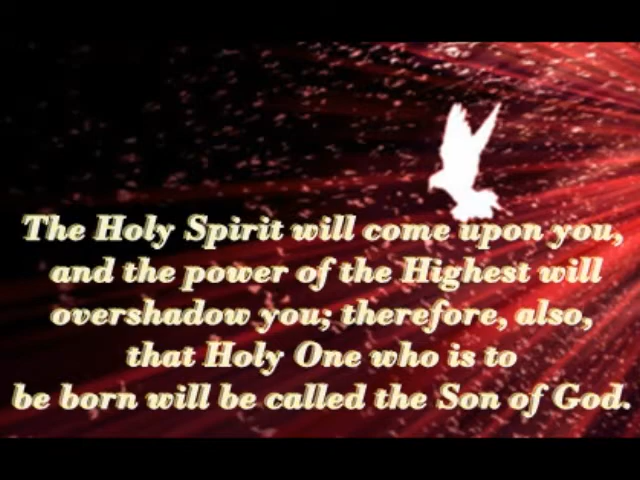 The Holy Spirit will come upon you,
and the power of the Highest will
overshadow you; therefore, also,
that Holy One who is to
be born will be called the Son of God.